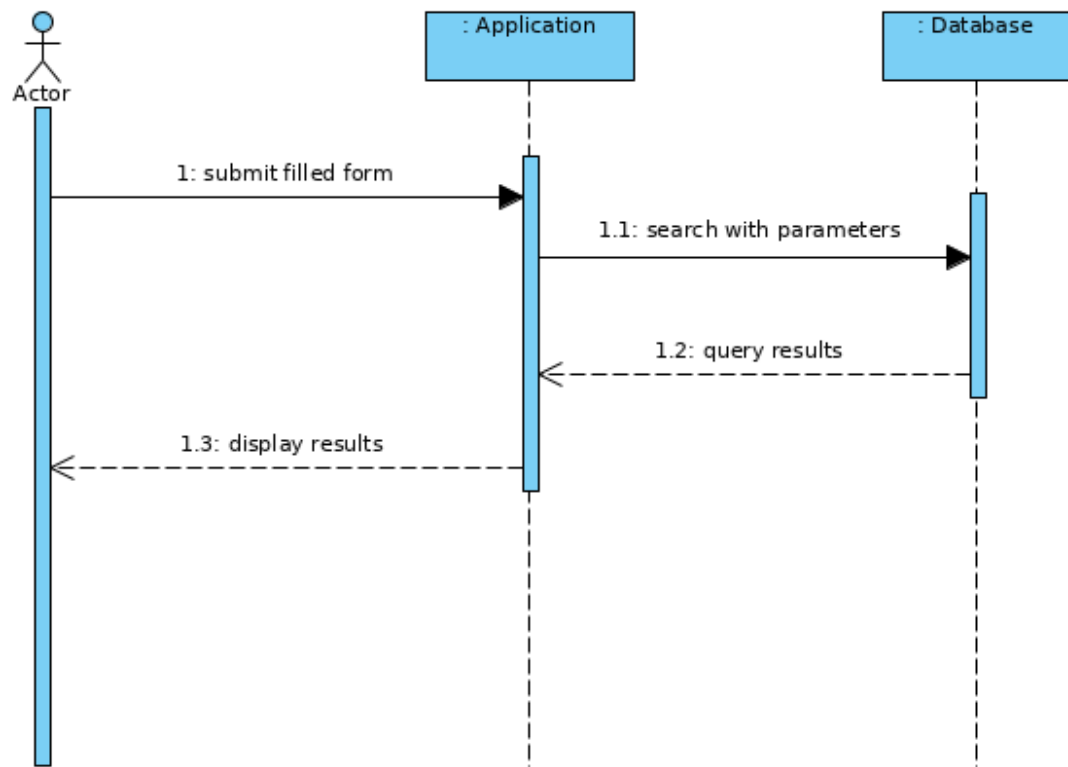 : Application
: Database
Actor
1: submit filled form
1.1: search with parameters
1.2: query results
1.3: display results